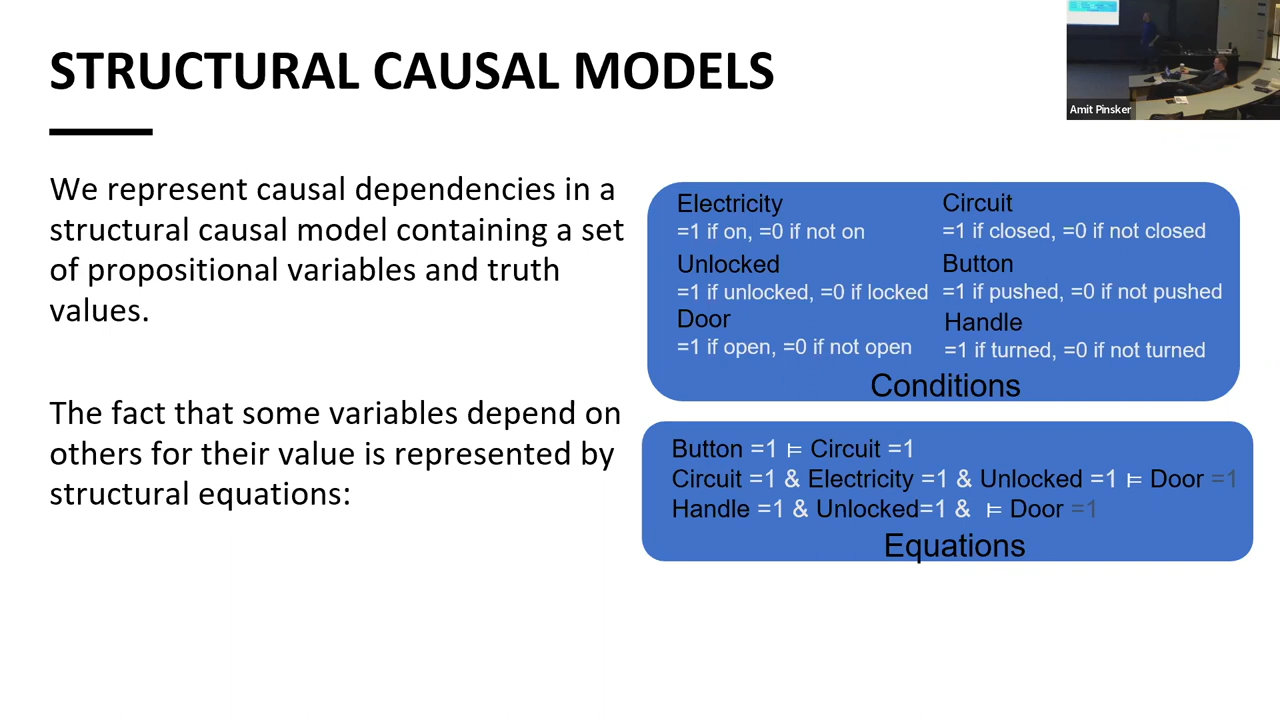 STRUCTURAL CAUSAL MODELS
Amit Pinsker
We represent causal dependencies in a
structural causal model containing a set
of propositional variables and truth
values.
The fact that some variables depend on
others for their value is represented by
structural equations:
Electricity
=1 if on, =0 if not on
Unlocked
=1 if unlocked, =0 if locked
Door
=1 if open, =0 if not open
Circuit
=1 if closed, =0 if not closed
Button
=1 if pushed, =0 if not pushed
Handle
=1 if turned, =0 if not turned
Conditions
Button =1 ⊨ Circuit =1
Circuit =1 & Electricity =1 & Unlocked =1 ⊨ Door =1
Handle =1 & Unlocked=1 & ⊨ Door =1
Equations